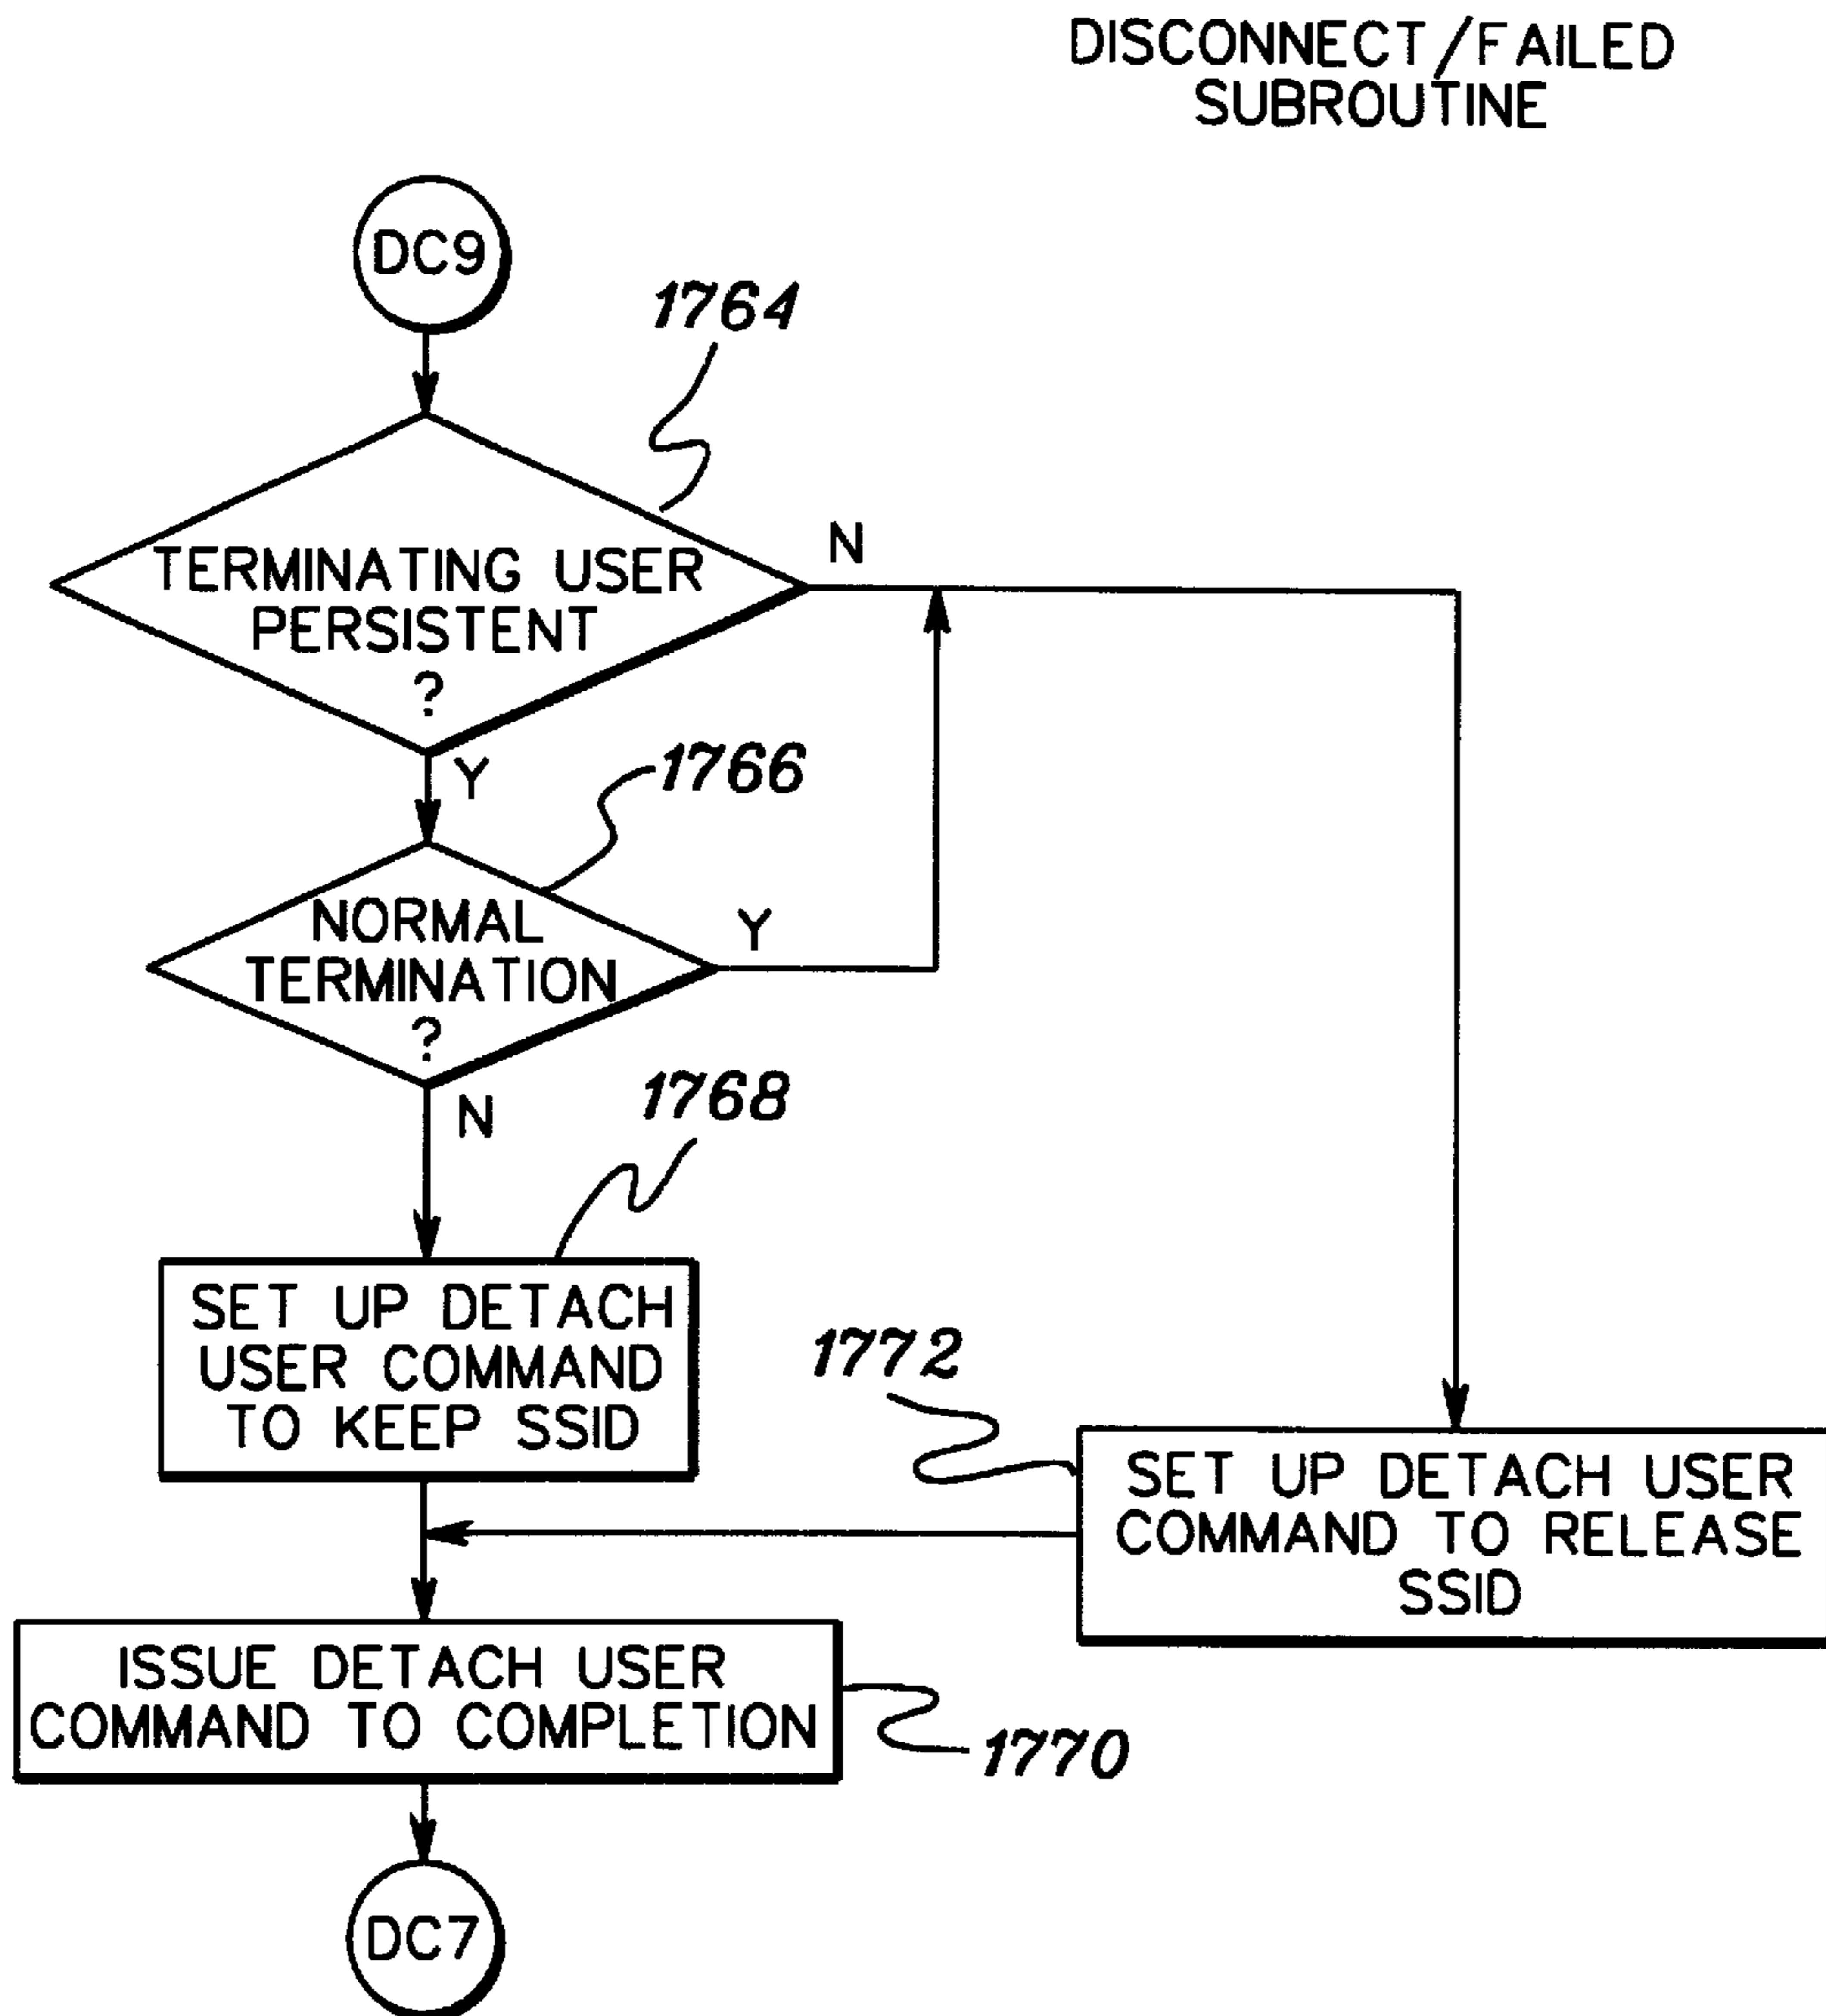 DISCONNECT/FAILED
SUBROUTINE
DC9
1764
TERMINATING USER
PERSISTENT
?
N
Y
1766
NORMAL
TERMINATION
?
Y
N
1768
SET UP DETACH
USER COMMAND
TO KEEP SSID
1772
SET UP DETACH USER
COMMAND TO RELEASE
SSID
ISSUE DETACH USER
COMMAND TO COMPLETION
1770
DC7